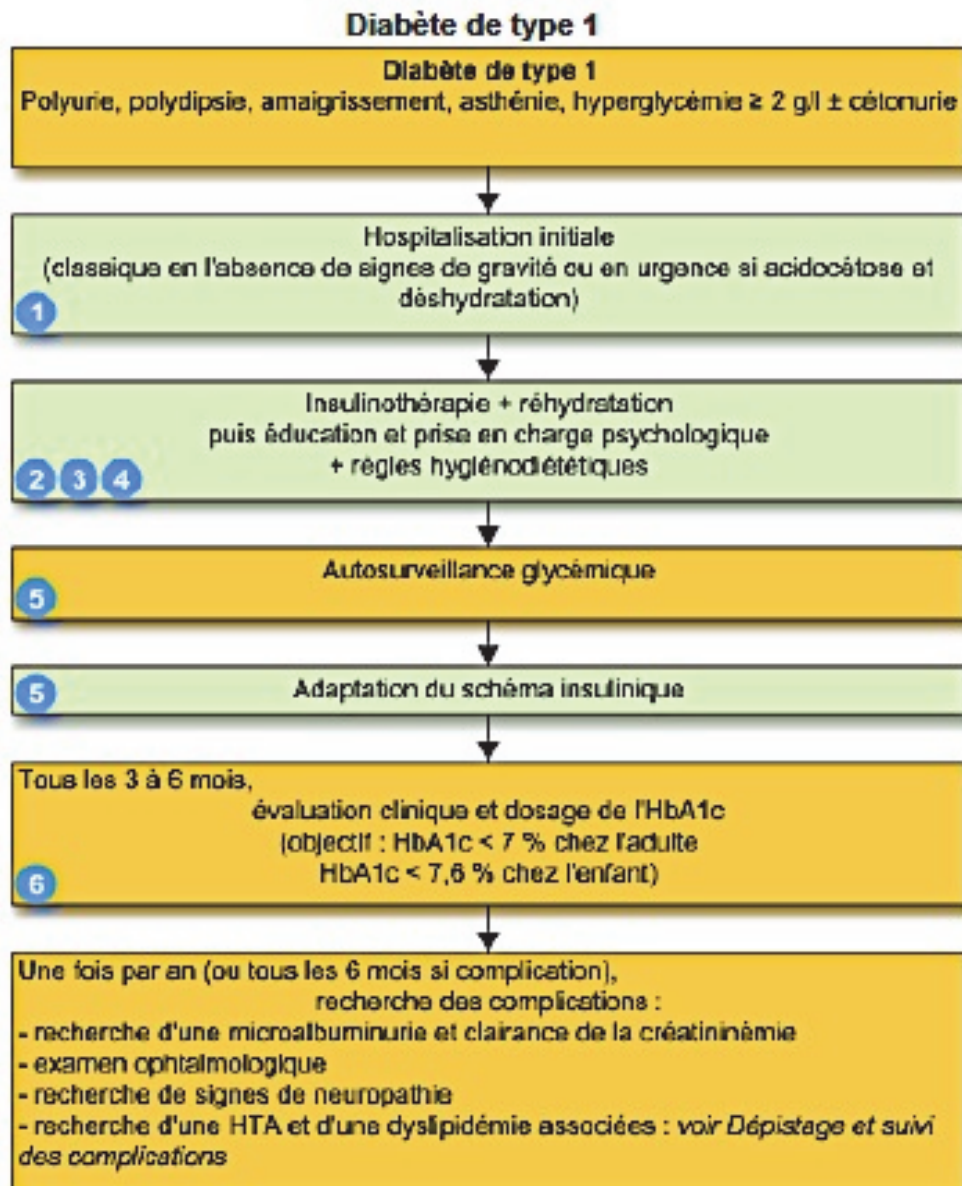 Diabète de type 1
Diabète de type 1
Polyurie, polydipsie, amaigrissement, asthénie, hyperglycémie ≥ 2 g/l ± cétonurie
Hospitalisation initiale
(classique en l'absence de signes de gravité ou en urgence si acidocétose et
déshydratation)
1
Insulinothérapie + réhydratation
puis éducation et prise en charge psychologique
+ règles hygiénodiététiques
2 3 4
Autosurveillance glycémique
5
Adaptation du schéma insulinique
5
Tous les 3 à 6 mois,
évaluation clinique et dosage de l'HbA1c
(objectif : HbA1c < 7 % chez l'adulte
HbA1c < 7,6 % chez l'enfant)
6
Une fois par an (ou tous les 6 mois si complication),
recherche des complications :
- recherche d'une microalbuminurie et clairance de la créatininémie
- examen ophtalmologique
- recherche de signes de neuropathie
- recherche d'une HTA et d'une dyslipidémie associées : voir Dépistage et suivi
des complications